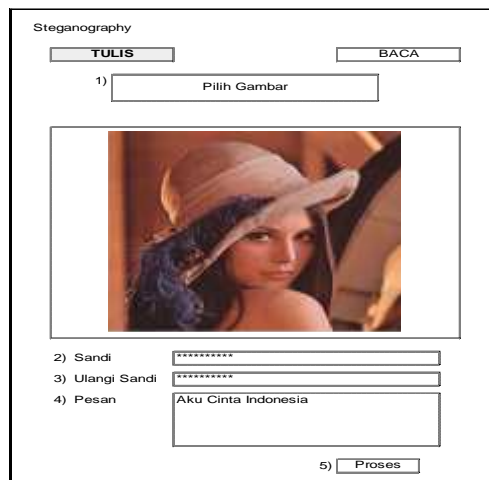 Steganography
TULIS
BACA
1) Pilih Gambar
2) Sandi **********
3) Ulangi Sandi **********
4) Pesan Aku Cinta Indonesia
5) Proses